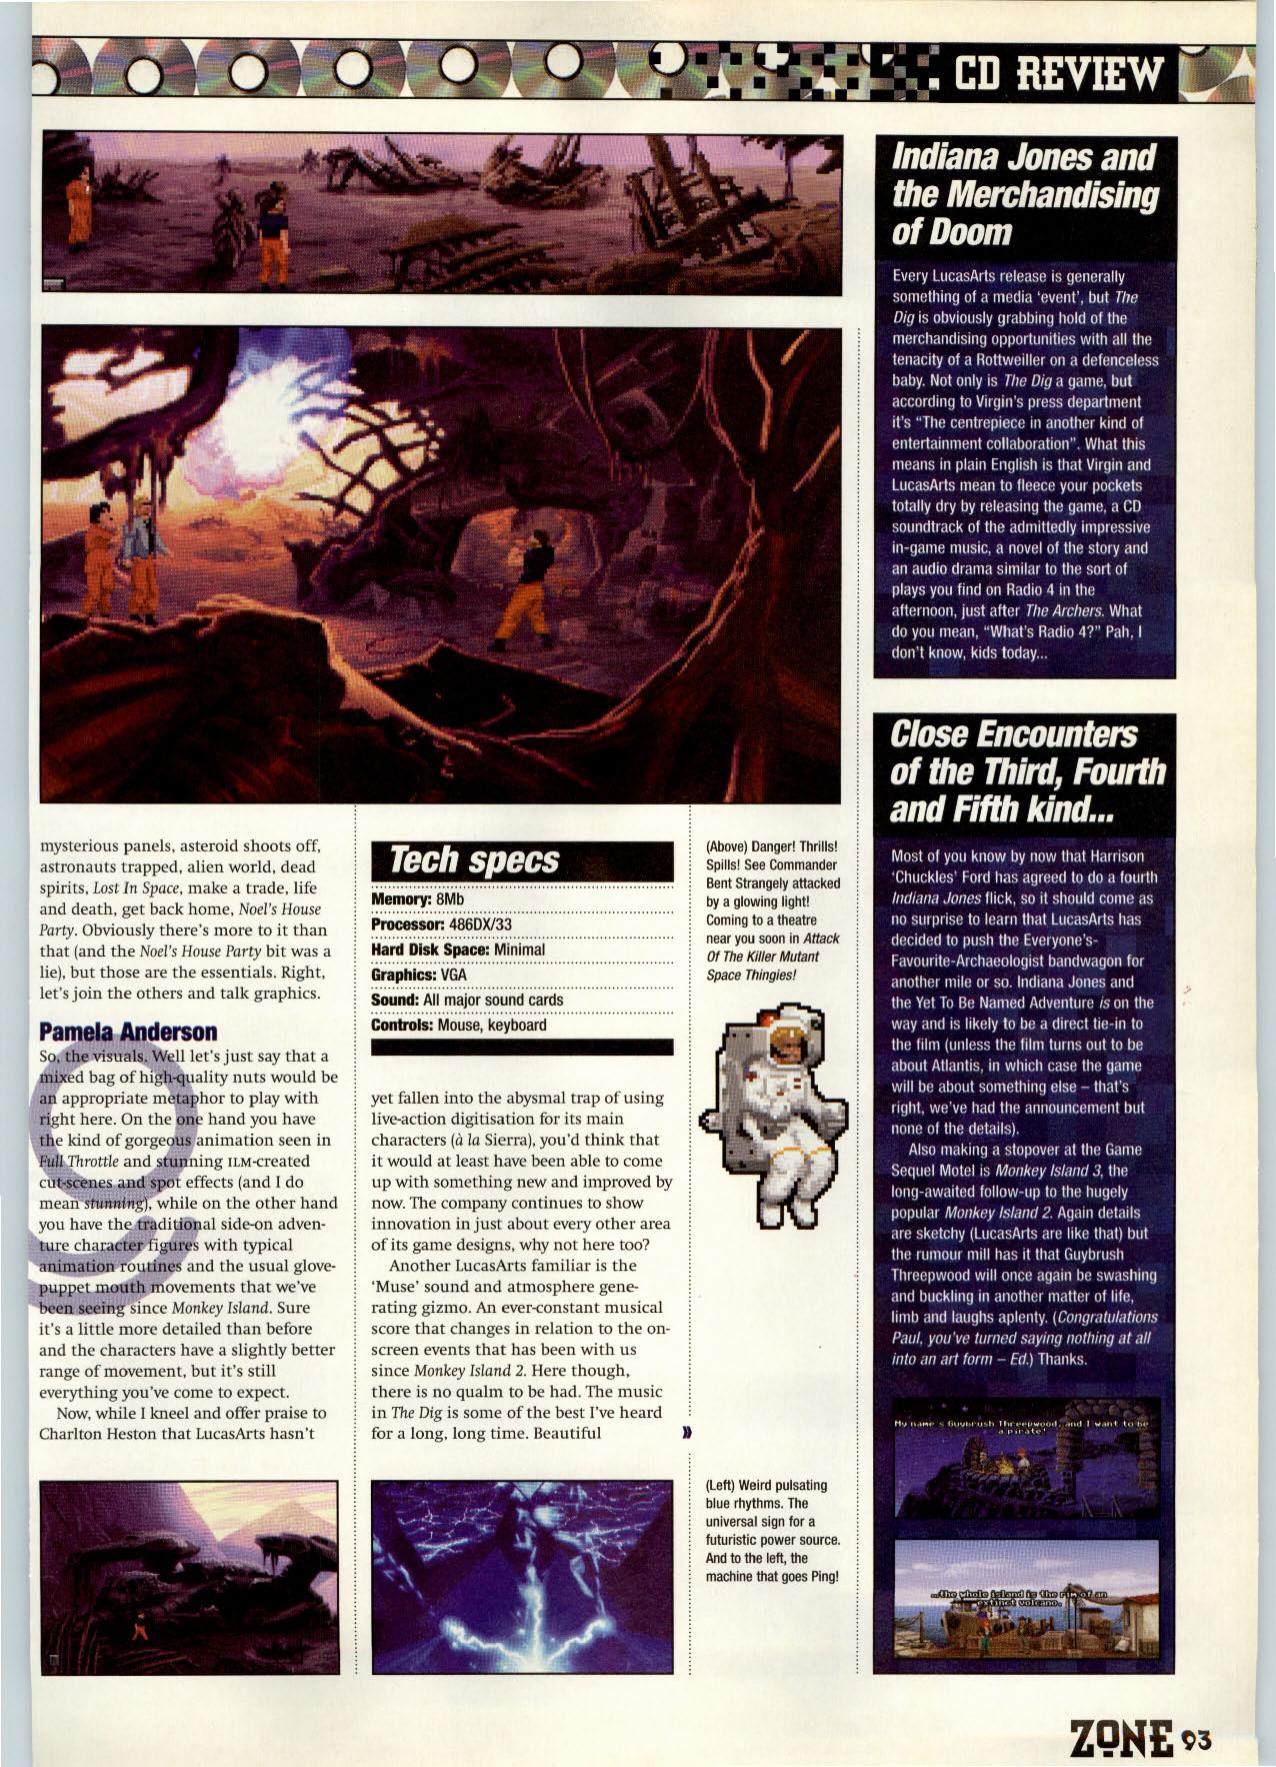 CD REVIEW
Indiana Jones and
the Merchandising
of Doom
Every LucasArts release is generally
something of a media ‘event’, but The
Dig is obviously grabbing hold of the
merchandising opportunities with all the
tenacity of a Rottweiller on a defenceless
baby. Not only is The Dig a game, but
according to Virgin's press department
it's “The centrepiece in another kind of
entertainment collaboration”. What this
means in plain English is that Virgin and
LucasArts mean to fleece your pockets
totally dry by releasing the game, a CD
soundtrack of the admittedly impressive
in-game music, a novel of the story and
an audio drama similar to the sort of
plays you find on Radio 4 in the
afternoon, just after The Archers. What
do you mean, “What's Radio 4?” Pah, I
don't know, kids today...
Close Encounters
of the Third, Fourth
and Fifth kind...
Most of you know by now that Harrison
‘Chuckles’ Ford has agreed to do a fourth
Indiana Jones flick, so it should come as
no surprise to learn that LucasArts has
decided to push the Everyone's-
Favourite-Archaeologist bandwagon for
another mile or so. Indiana Jones and
the Yet To Be Named Adventure is on the
way and is likely to be a direct tie-in to
the film (unless the film turns out to be
about Atlantis, in which case the game
will be about something else – that's
right, we've had the announcement but
none of the details).
Also making a stopover at the Game
Sequel Motel is Monkey Island 3, the
long-awaited follow-up to the hugely
popular Monkey Island 2. Again details
are sketchy (LucasArts are like that) but
the rumour mill has it that Guybrush
Threepwood will once again be swashing
and buckling in another matter of life,
limb and laughs aplenty. (Congratulations
Paul, you've turned saying nothing at all
into an art form – Ed.) Thanks.
My name's Guybrush Threepwood, and I want to be
a pirate!
...the whole island is the rim of an
extinct volcano.
mysterious panels, asteroid shoots off,
astronauts trapped, alien world, dead
spirits, Lost In Space, make a trade, life
and death, get back home, Noel's House
Party. Obviously there's more to it than
that (and the Noel's House Party bit was a
lie), but those are the essentials. Right,
let's join the others and talk graphics.
Pamela Anderson
So, the visuals. Well let's just say that a
mixed bag of high-quality nuts would be
an appropriate metaphor to play with
right here. On the one hand you have
the kind of gorgeous animation seen in
Full Throttle and stunning ILM-created
cut-scenes and spot effects (and I do
mean stunning), while on the other hand
you have the traditional side-on adven-
ture character figures with typical
animation routines and the usual glove-
puppet mouth movements that we've
been seeing since Monkey Island. Sure
it's a little more detailed than before
and the characters have a slightly better
range of movement, but it's still
everything you've come to expect.
Now, while I kneel and offer praise to
Charlton Heston that LucasArts hasn't
Tech specs
Memory: 8Mb
Processor: 486DX/33
Hard Disk Space: Minimal
Graphics: VGA
Sound: All major sound cards
Controls: Mouse, keyboard
yet fallen into the abysmal trap of using
live-action digitisation for its main
characters (à la Sierra), you'd think that
it would at least have been able to come
up with something new and improved by
now. The company continues to show
innovation in just about every other area
of its game designs, why not here too?
Another LucasArts familiar is the
‘Muse’ sound and atmosphere gene-
rating gizmo. An ever-constant musical
score that changes in relation to the on-
screen events that has been with us
since Monkey Island 2. Here though,
there is no qualm to be had. The music
in The Dig is some of the best I've heard
for a long, long time. Beautiful »
(Above) Danger! Thrills!
Spills! See Commander
Bent Strangely attacked
by a glowing light!
Coming to a theatre
near you soon in Attack
Of The Killer Mutant
Space Thingies!
(Left) Weird pulsating
blue rhythms. The
universal sign for a
futuristic power source.
And to the left, the
machine that goes Ping!
ZONE 93